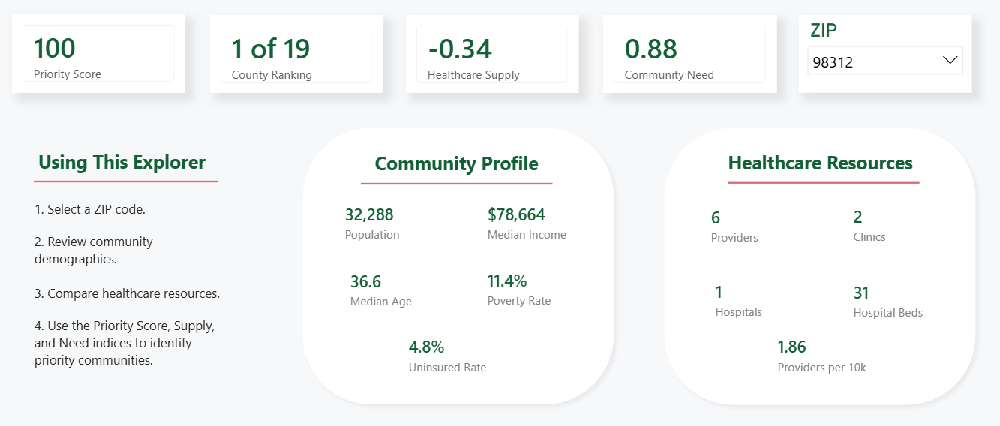 100
Priority Score
1 of 19
County Ranking
-0.34
Healthcare Supply
0.88
Community Need
ZIP
98312
Using This Explorer
1. Select a ZIP code.
2. Review community
demographics.
3. Compare healthcare resources.
4. Use the Priority Score, Supply,
and Need indices to identify
priority communities.
Community Profile
32,288
Population
$78,664
Median Income
36.6
Median Age
11.4%
Poverty Rate
4.8%
Uninsured Rate
Healthcare Resources
6
Providers
2
Clinics
1
Hospitals
31
Hospital Beds
1.86
Providers per 10k